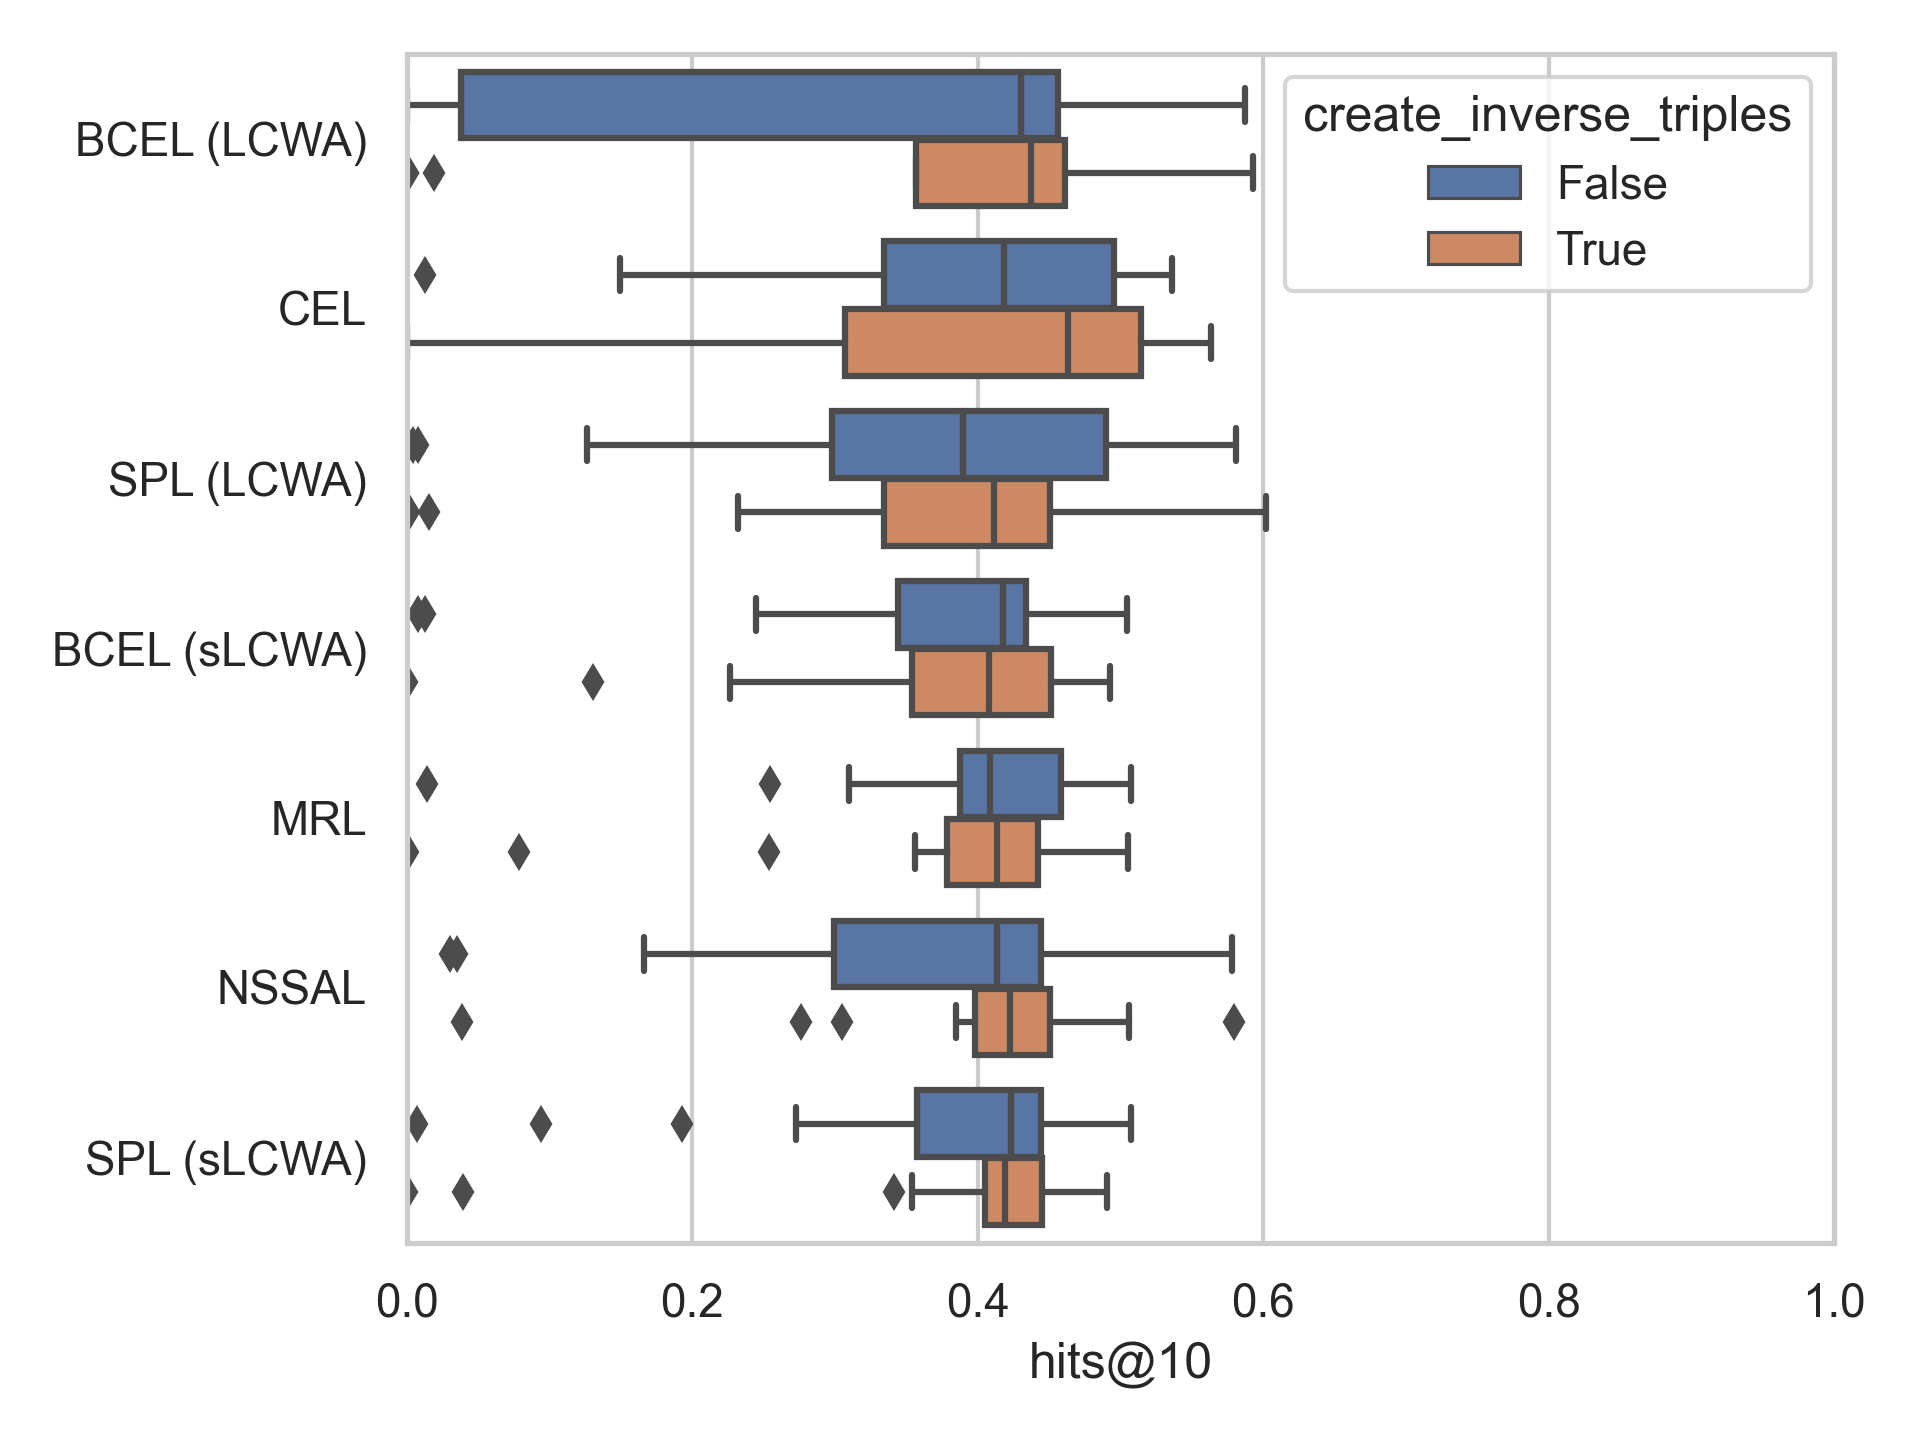 create_inverse_triples
False
True
BCEL (LCWA)
CEL
SPL (LCWA)
BCEL (sLCWA)
MRL
NSSAL
SPL (sLCWA)
0.0 0.2 0.4 0.6 0.8 1.0
hits@10